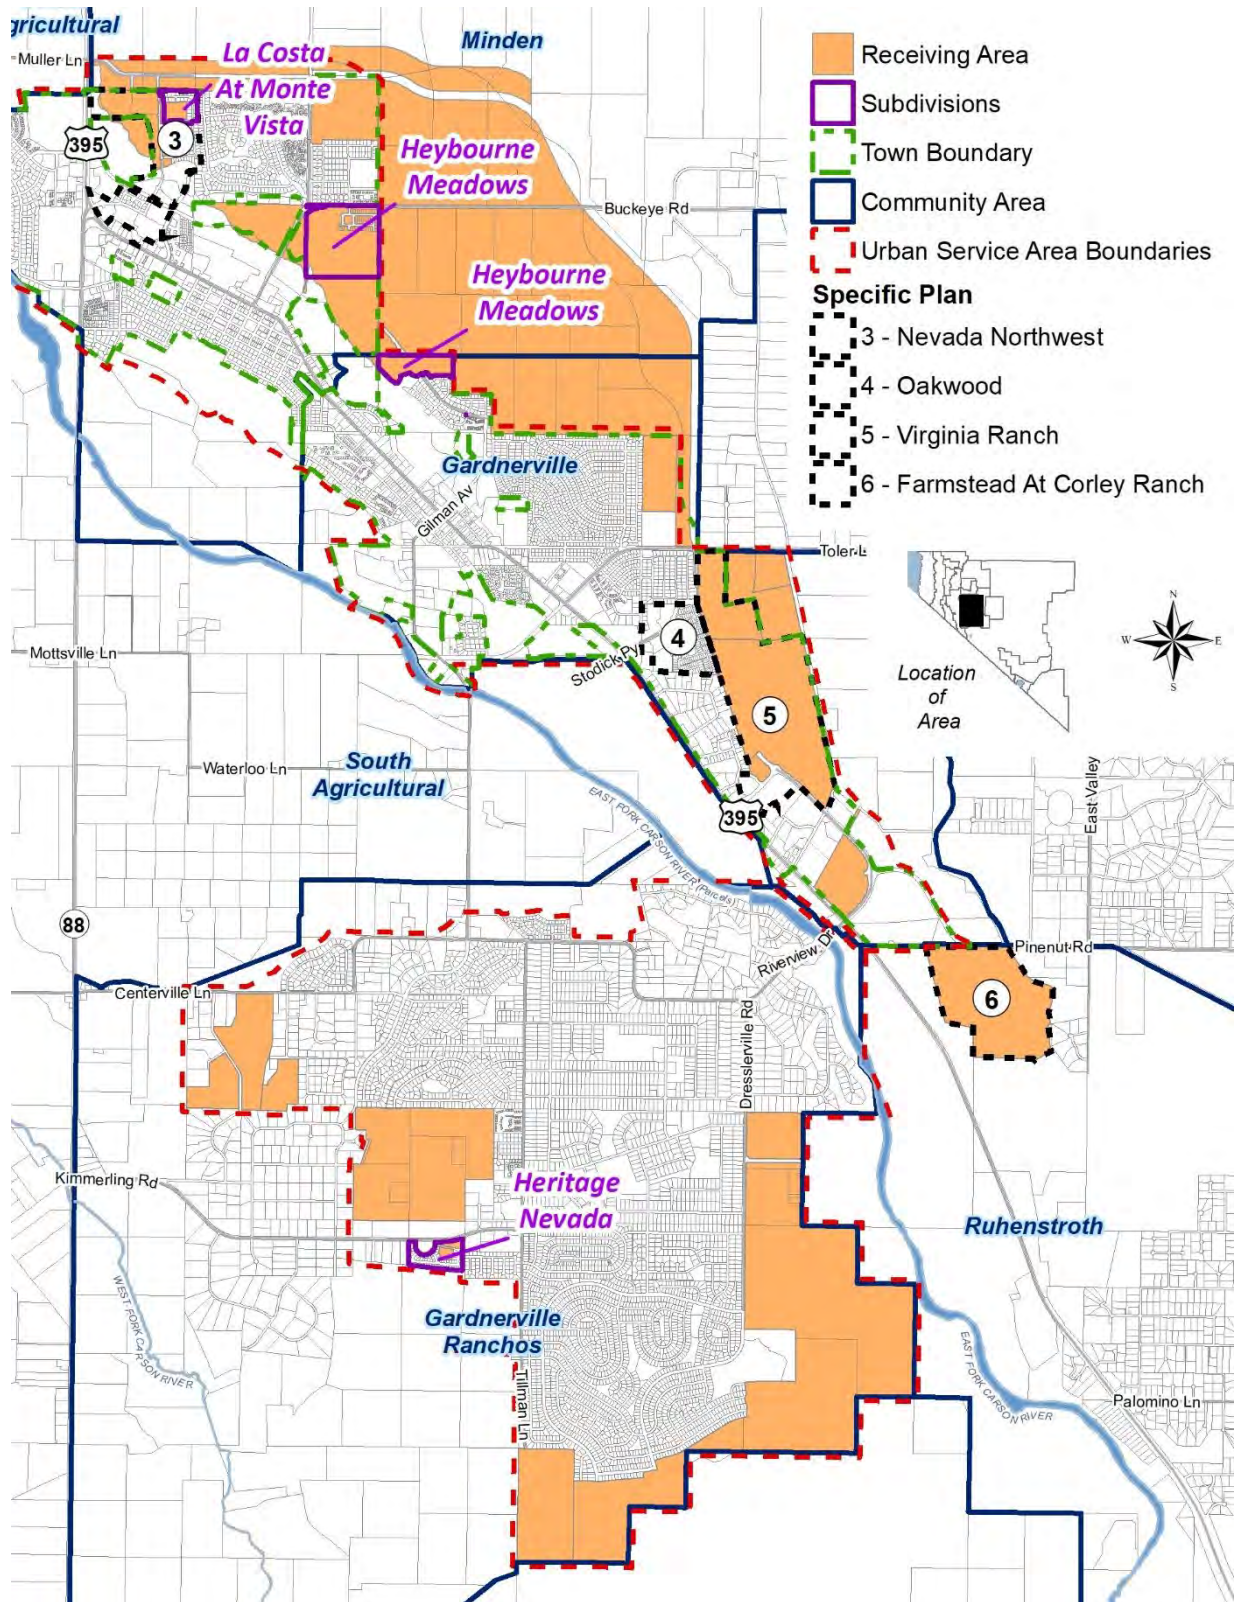 gricultural
Muller Ln
La Costa
At Monte
Vista
Minden
395
3
Heybourne
Meadows
Buckeye Rd
Heybourne
Meadows
Gardnerville
Gilman Av
Toler L
4
Stodick Py
5
Mottsville Ln
South
Agricultural
Waterloo Ln
EAST FORK CARSON RIVER (Parcels)
395
East Valley
88
Riverview Dr
Pinenut Rd
Centerville Ln
6
Dresslerville Rd
Kimmerling Rd
Heritage
Nevada
Ruhenstroth
WEST FORK CARSON RIVER
Gardnerville
Ranchos
Tillman Ln
EAST FORK CARSON RIVER
Palomino Ln
Receiving Area
Subdivisions
Town Boundary
Community Area
Urban Service Area Boundaries
Specific Plan
3 - Nevada Northwest
4 - Oakwood
5 - Virginia Ranch
6 - Farmstead At Corley Ranch
Location
of
Area
N
W
E
S